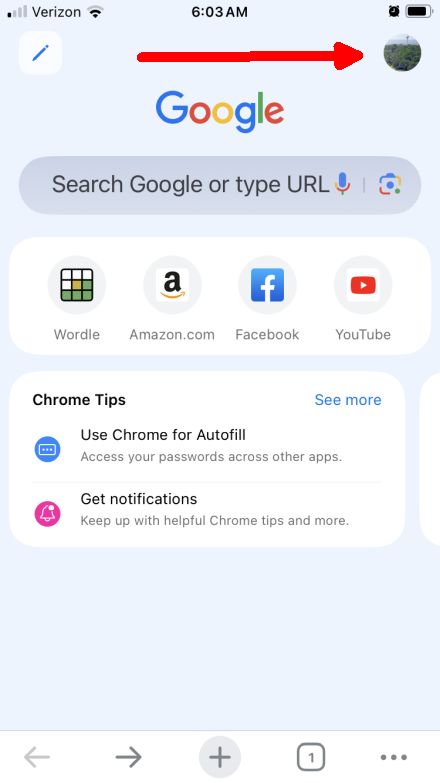 Verizon 6:03 AM
Google
Search Google or type URL
Wordle Amazon.com Facebook YouTube
Chrome Tips See more
Use Chrome for Autofill
Access your passwords across other apps.
Get notifications
Keep up with helpful Chrome tips and more.
1